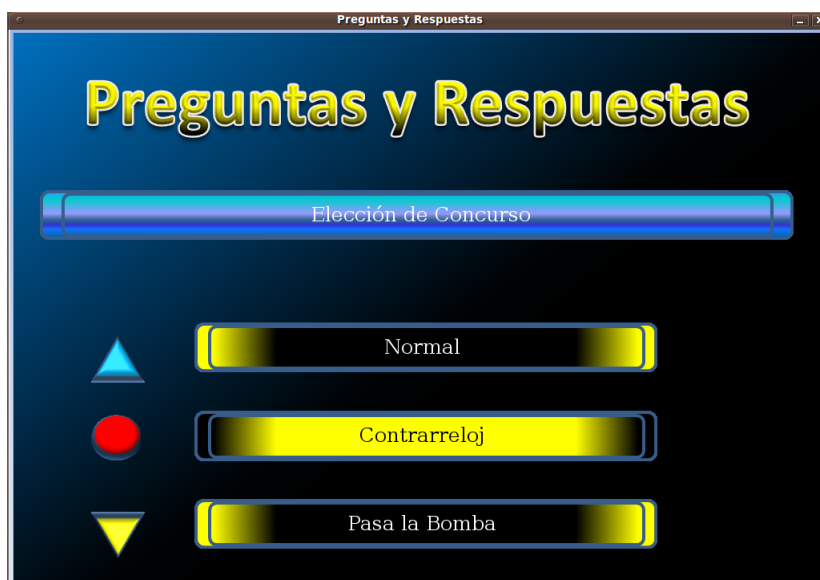 Preguntas y Respuestas
Preguntas y Respuestas
Elección de Concurso
Normal
Contrarreloj
Pasa la Bomba